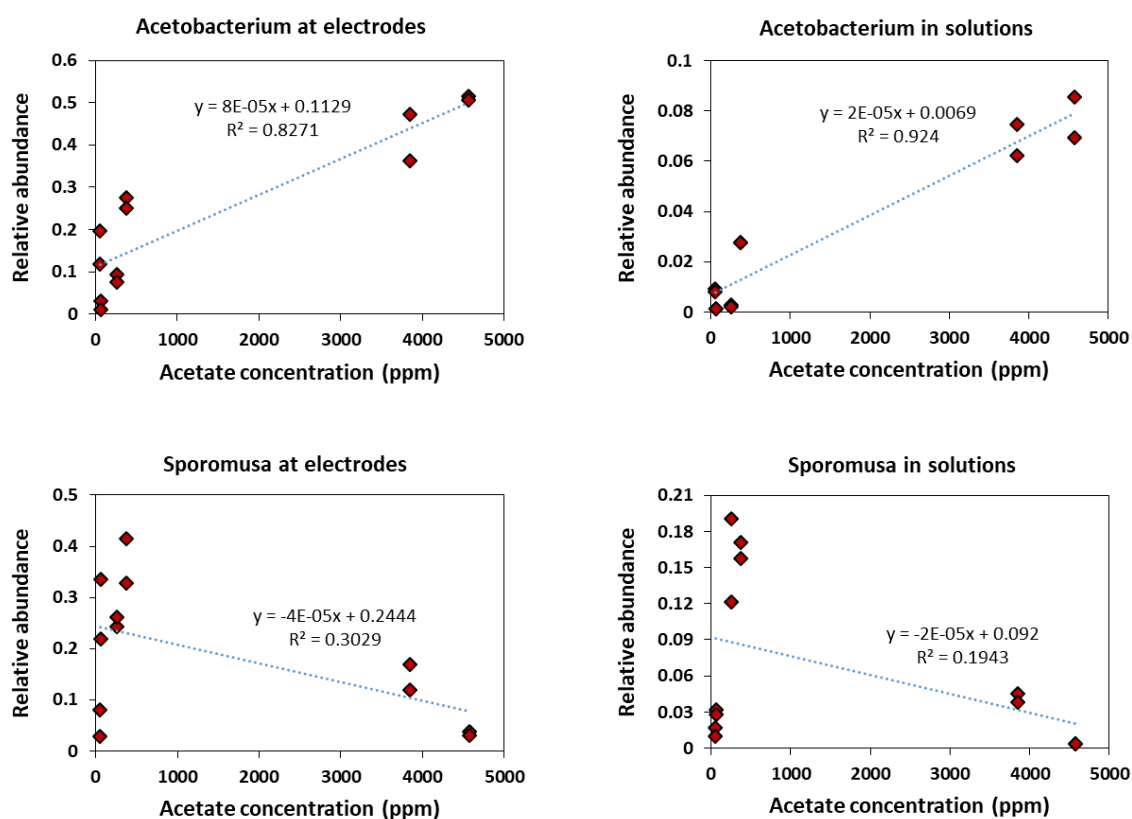 Acetobacterium at electrodes
Relative abundance
0.6
0.5
0.4
0.3
0.2
0.1
0
y = 8E-05x + 0.1129
R² = 0.8271
0 1000 2000 3000 4000 5000
Acetate concentration (ppm)
Acetobacterium in solutions
Relative abundance
0.1
0.08
0.06
0.04
0.02
0
y = 2E-05x + 0.0069
R² = 0.924
0 1000 2000 3000 4000 5000
Acetate concentration (ppm)
Sporomusa at electrodes
Relative abundance
0.5
0.4
0.3
0.2
0.1
0
y = -4E-05x + 0.2444
R² = 0.3029
0 1000 2000 3000 4000 5000
Acetate concentration (ppm)
Sporomusa in solutions
Relative abundance
0.21
0.18
0.15
0.12
0.09
0.06
0.03
0
y = -2E-05x + 0.092
R² = 0.1943
0 1000 2000 3000 4000 5000
Acetate concentration (ppm)